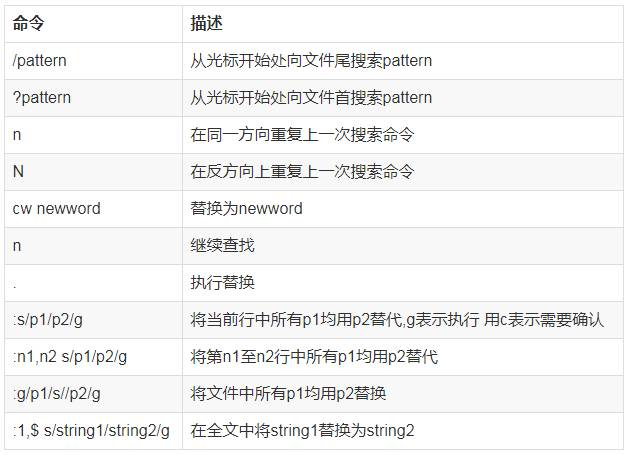 命令 描述
/pattern 从光标开始处向文件尾搜索pattern
?pattern 从光标开始处向文件首搜索pattern
n 在同一方向重复上一次搜索命令
N 在反方向上重复上一次搜索命令
cw newword 替换为newword
n 继续查找
. 执行替换
:s/p1/p2/g 将当前行中所有p1均用p2替代,g表示执行 用c表示需要确认
:n1,n2 s/p1/p2/g 将第n1至n2行中所有p1均用p2替代
:g/p1/s//p2/g 将文件中所有p1均用p2替换
:1,$ s/string1/string2/g 在全文中将string1替换为string2